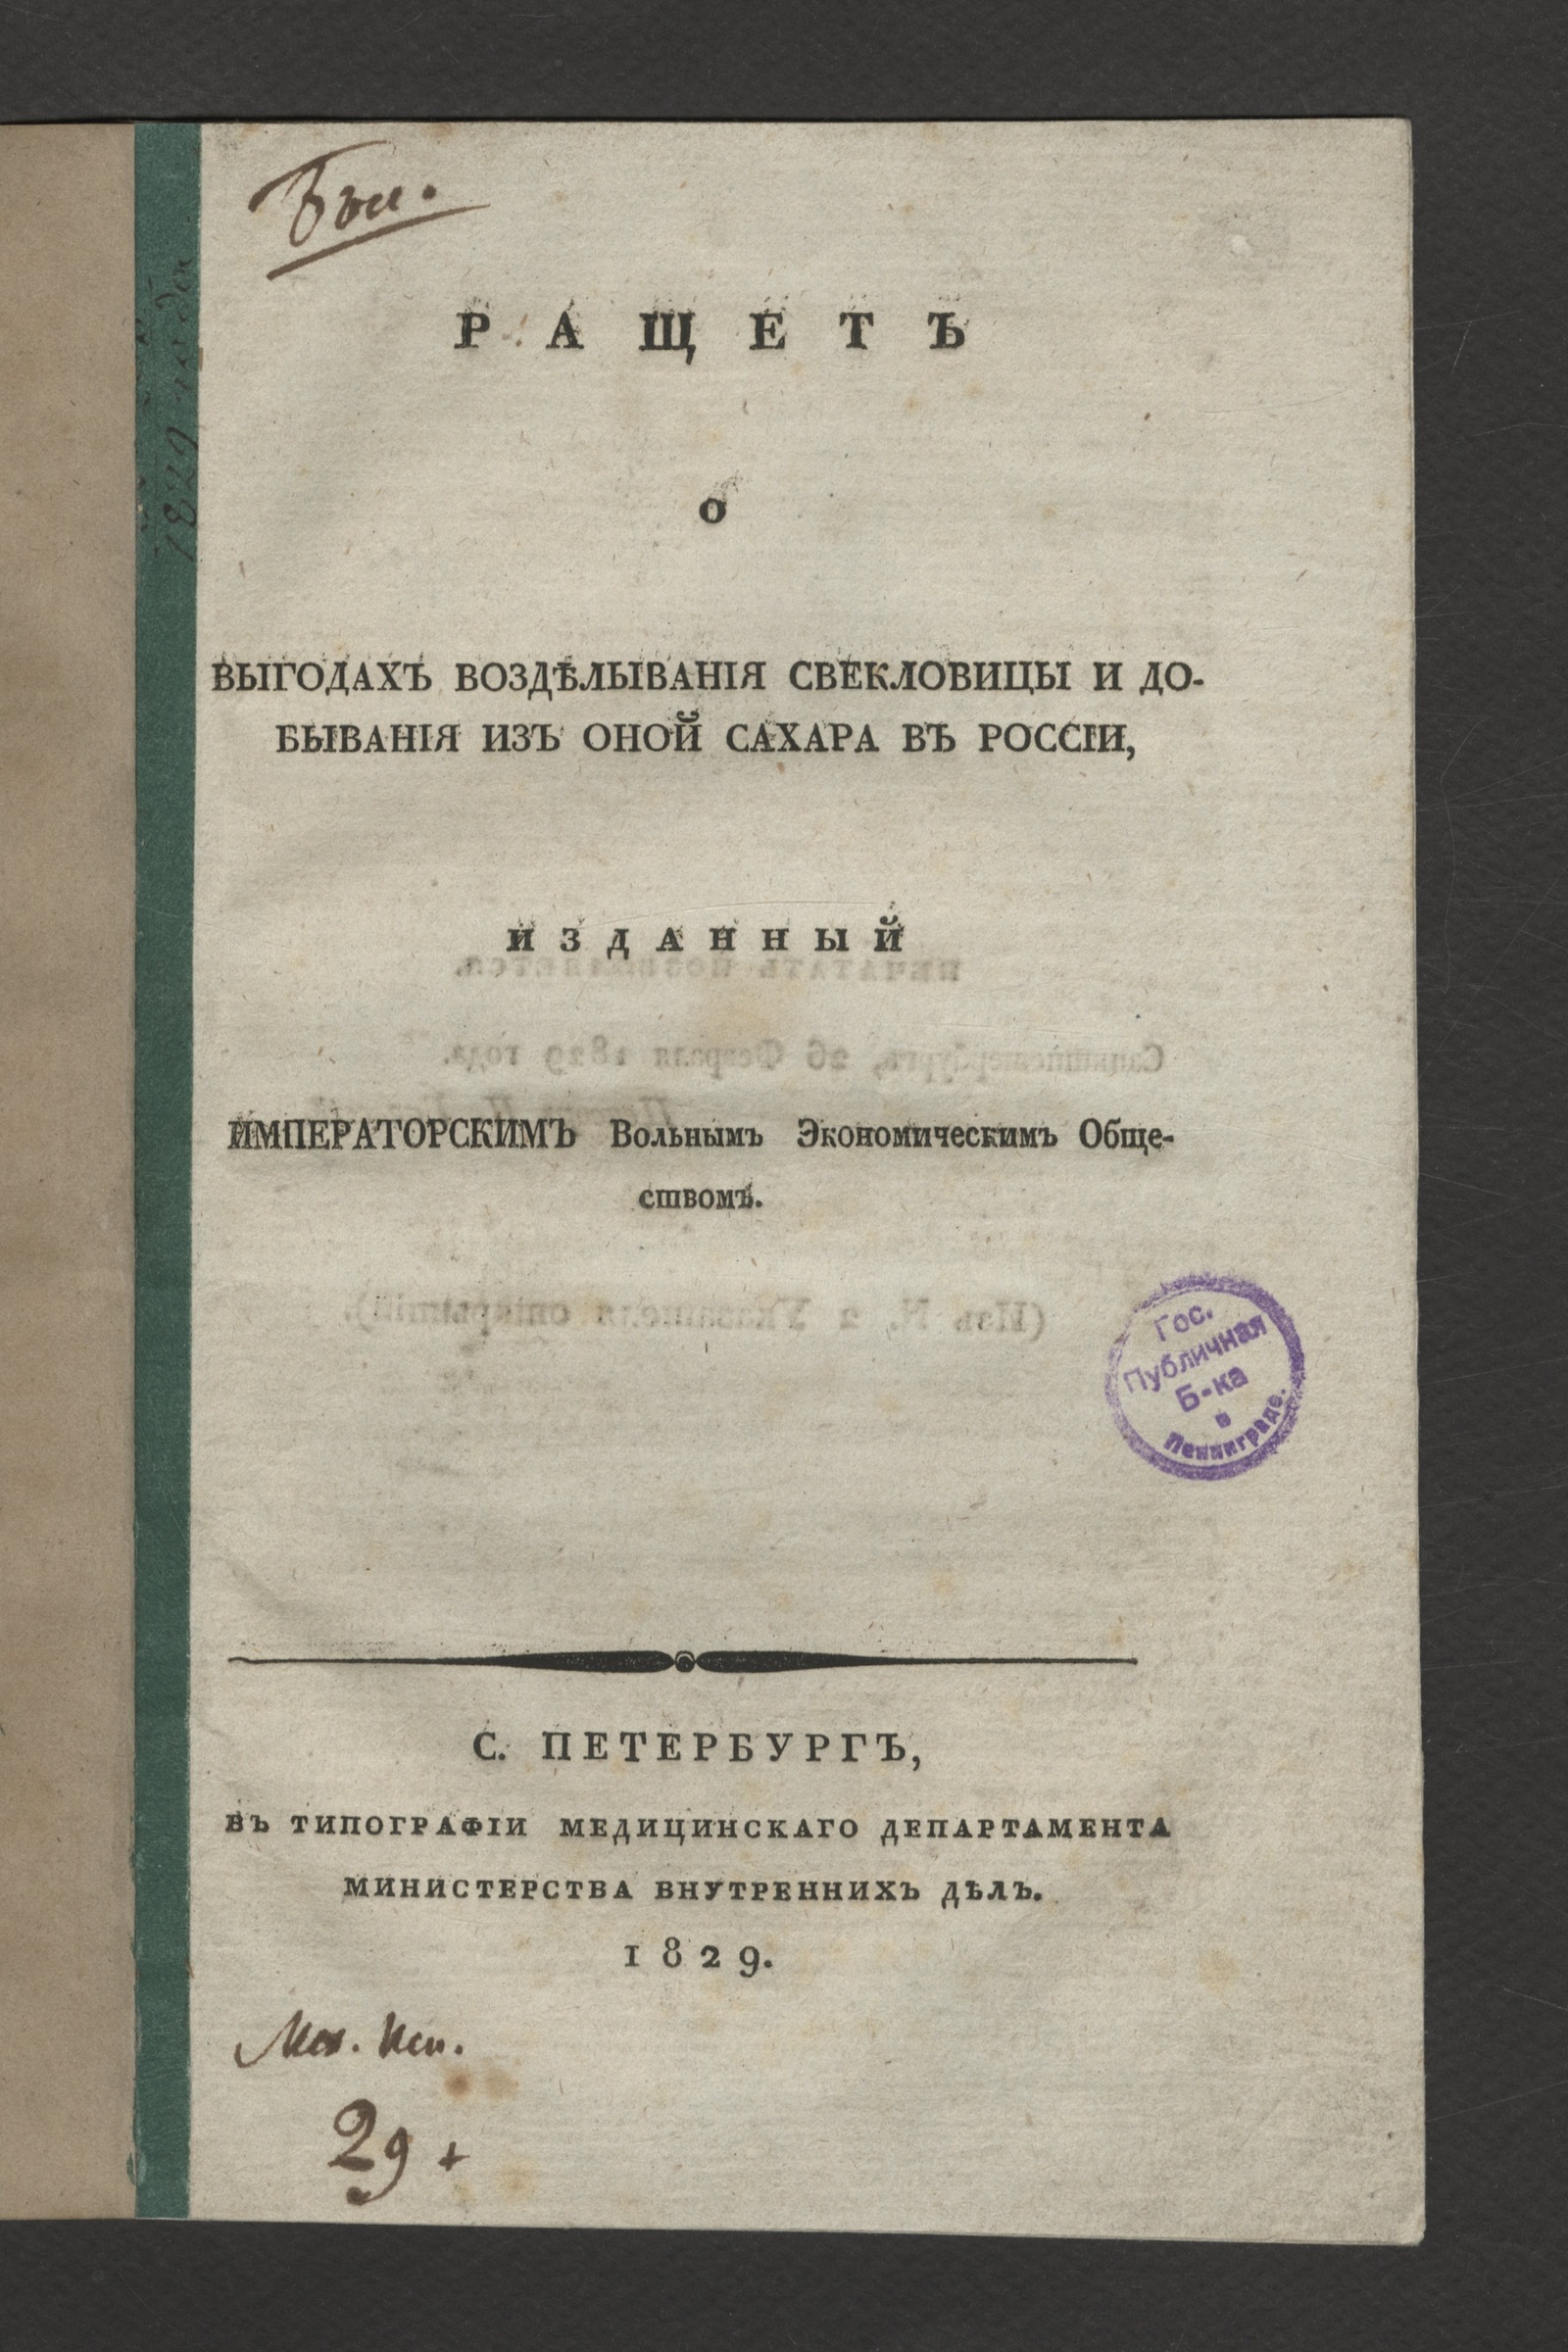 РАЩЕТЪ
о
ВЫГОДАХЪ ВОЗДѢЛЫВАНІЯ СВЕКЛОВИЦЫ И ДО-
БЫВАНІЯ ИЗЪ ОНОЙ САХАРА ВЪ РОССІИ,
ИЗДАННЫЙ
ИМПЕРАТОРСКИМЪ Вольнымъ Экономическимъ Обще-
ствомъ.
Гос.
Публичная
Б-ка
в
Ленинграде.
С. ПЕТЕРБУРГЪ,
ВЪ ТИПОГРАФІИ МЕДИЦИНСКАГО ДЕПАРТАМЕНТА
МИНИСТЕРСТВА ВНУТРЕННИХЪ ДѢЛЪ.
1829.
29 +